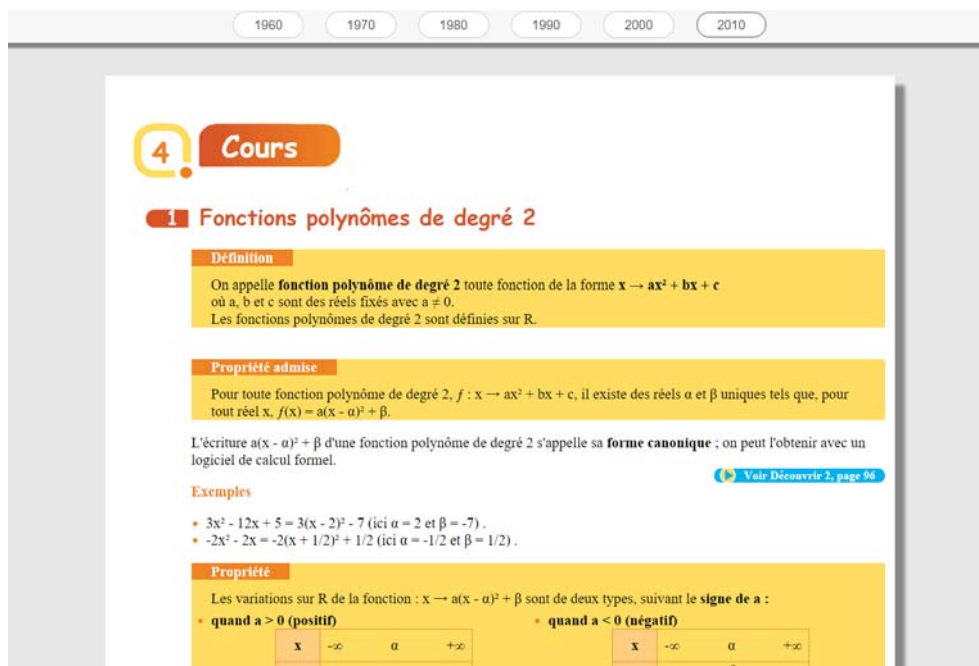 1960 1970 1980 1990 2000 2010
4 Cours
1 Fonctions polynômes de degré 2
Définition
On appelle fonction polynôme de degré 2 toute fonction de la forme x → ax² + bx + c
où a, b et c sont des réels fixés avec a ≠ 0.
Les fonctions polynômes de degré 2 sont définies sur R.
Propriété admise
Pour toute fonction polynôme de degré 2, f : x → ax² + bx + c, il existe des réels α et β uniques tels que, pour
tout réel x, f(x) = a(x - α)² + β.
L'écriture a(x - α)² + β d'une fonction polynôme de degré 2 s'appelle sa forme canonique ; on peut l'obtenir avec un
logiciel de calcul formel.
Voir Découvrir 2, page 96
Exemples
• 3x² - 12x + 5 = 3(x - 2)² - 7 (ici α = 2 et β = -7) .
• -2x² - 2x = -2(x + 1/2)² + 1/2 (ici α = -1/2 et β = 1/2) .
Propriété
Les variations sur R de la fonction : x → a(x - α)² + β sont de deux types, suivant le signe de a :
• quand a > 0 (positif) • quand a < 0 (négatif)
x -∞ α +∞ x -∞ α +∞